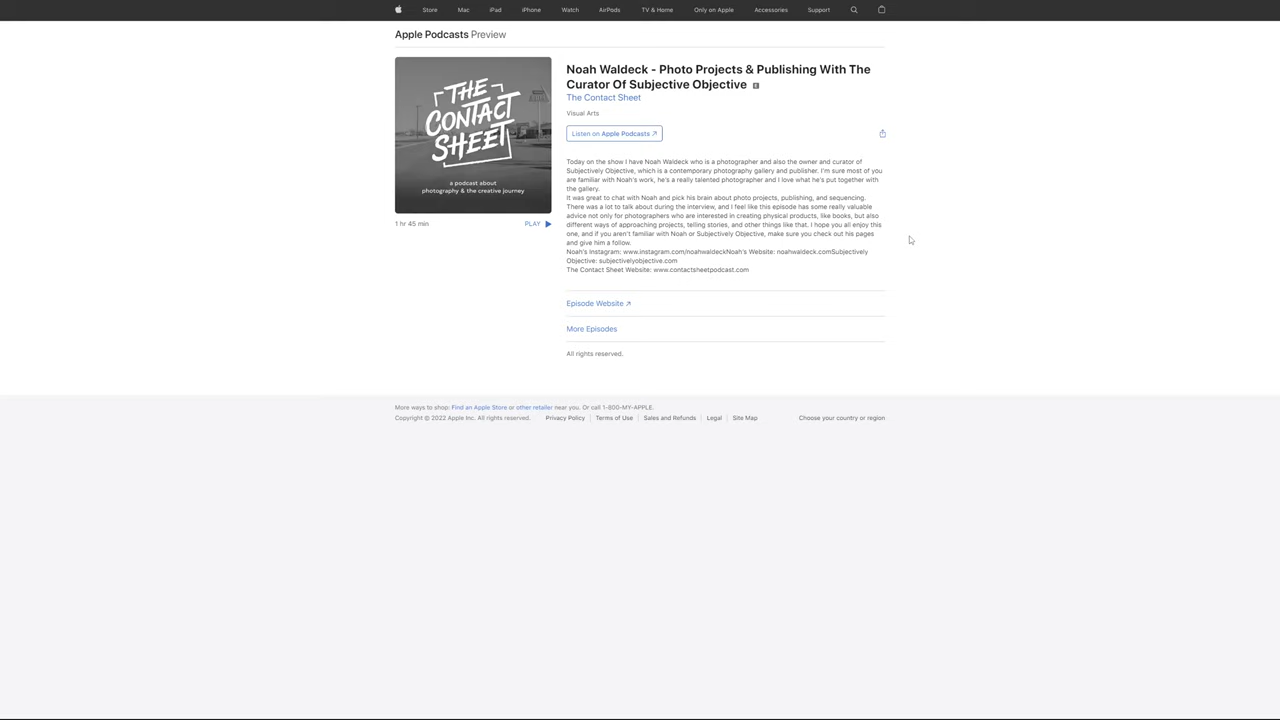 Store Mac iPad iPhone Watch AirPods TV & Home Only on Apple Accessories Support
Apple Podcasts Preview
THE
CONTACT
SHEET
a podcast about
photography & the creative journey
1 hr 45 min PLAY
Noah Waldeck - Photo Projects & Publishing With The
Curator Of Subjective Objective E
The Contact Sheet
Visual Arts
Listen on Apple Podcasts ↗
Today on the show I have Noah Waldeck who is a photographer and also the owner and curator of
Subjectively Objective, which is a contemporary photography gallery and publisher. I'm sure most of you
are familiar with Noah's work, he's a really talented photographer and I love what he's put together with
the gallery.
It was great to chat with Noah and pick his brain about photo projects, publishing, and sequencing.
There was a lot to talk about during the interview, and I feel like this episode has some really valuable
advice not only for photographers who are interested in creating physical products, like books, but also
different ways of approaching projects, telling stories, and other things like that. I hope you all enjoy this
one, and if you aren't familiar with Noah or Subjectively Objective, make sure you check out his pages
and give him a follow.
Noah's Instagram: www.instagram.com/noahwaldeckNoah's Website: noahwaldeck.comSubjectively
Objective: subjectivelyobjective.com
The Contact Sheet Website: www.contactsheetpodcast.com
Episode Website ↗
More Episodes
All rights reserved.
More ways to shop: Find an Apple Store or other retailer near you. Or call 1-800-MY-APPLE.
Copyright © 2022 Apple Inc. All rights reserved. Privacy Policy Terms of Use Sales and Refunds Legal Site Map Choose your country or region